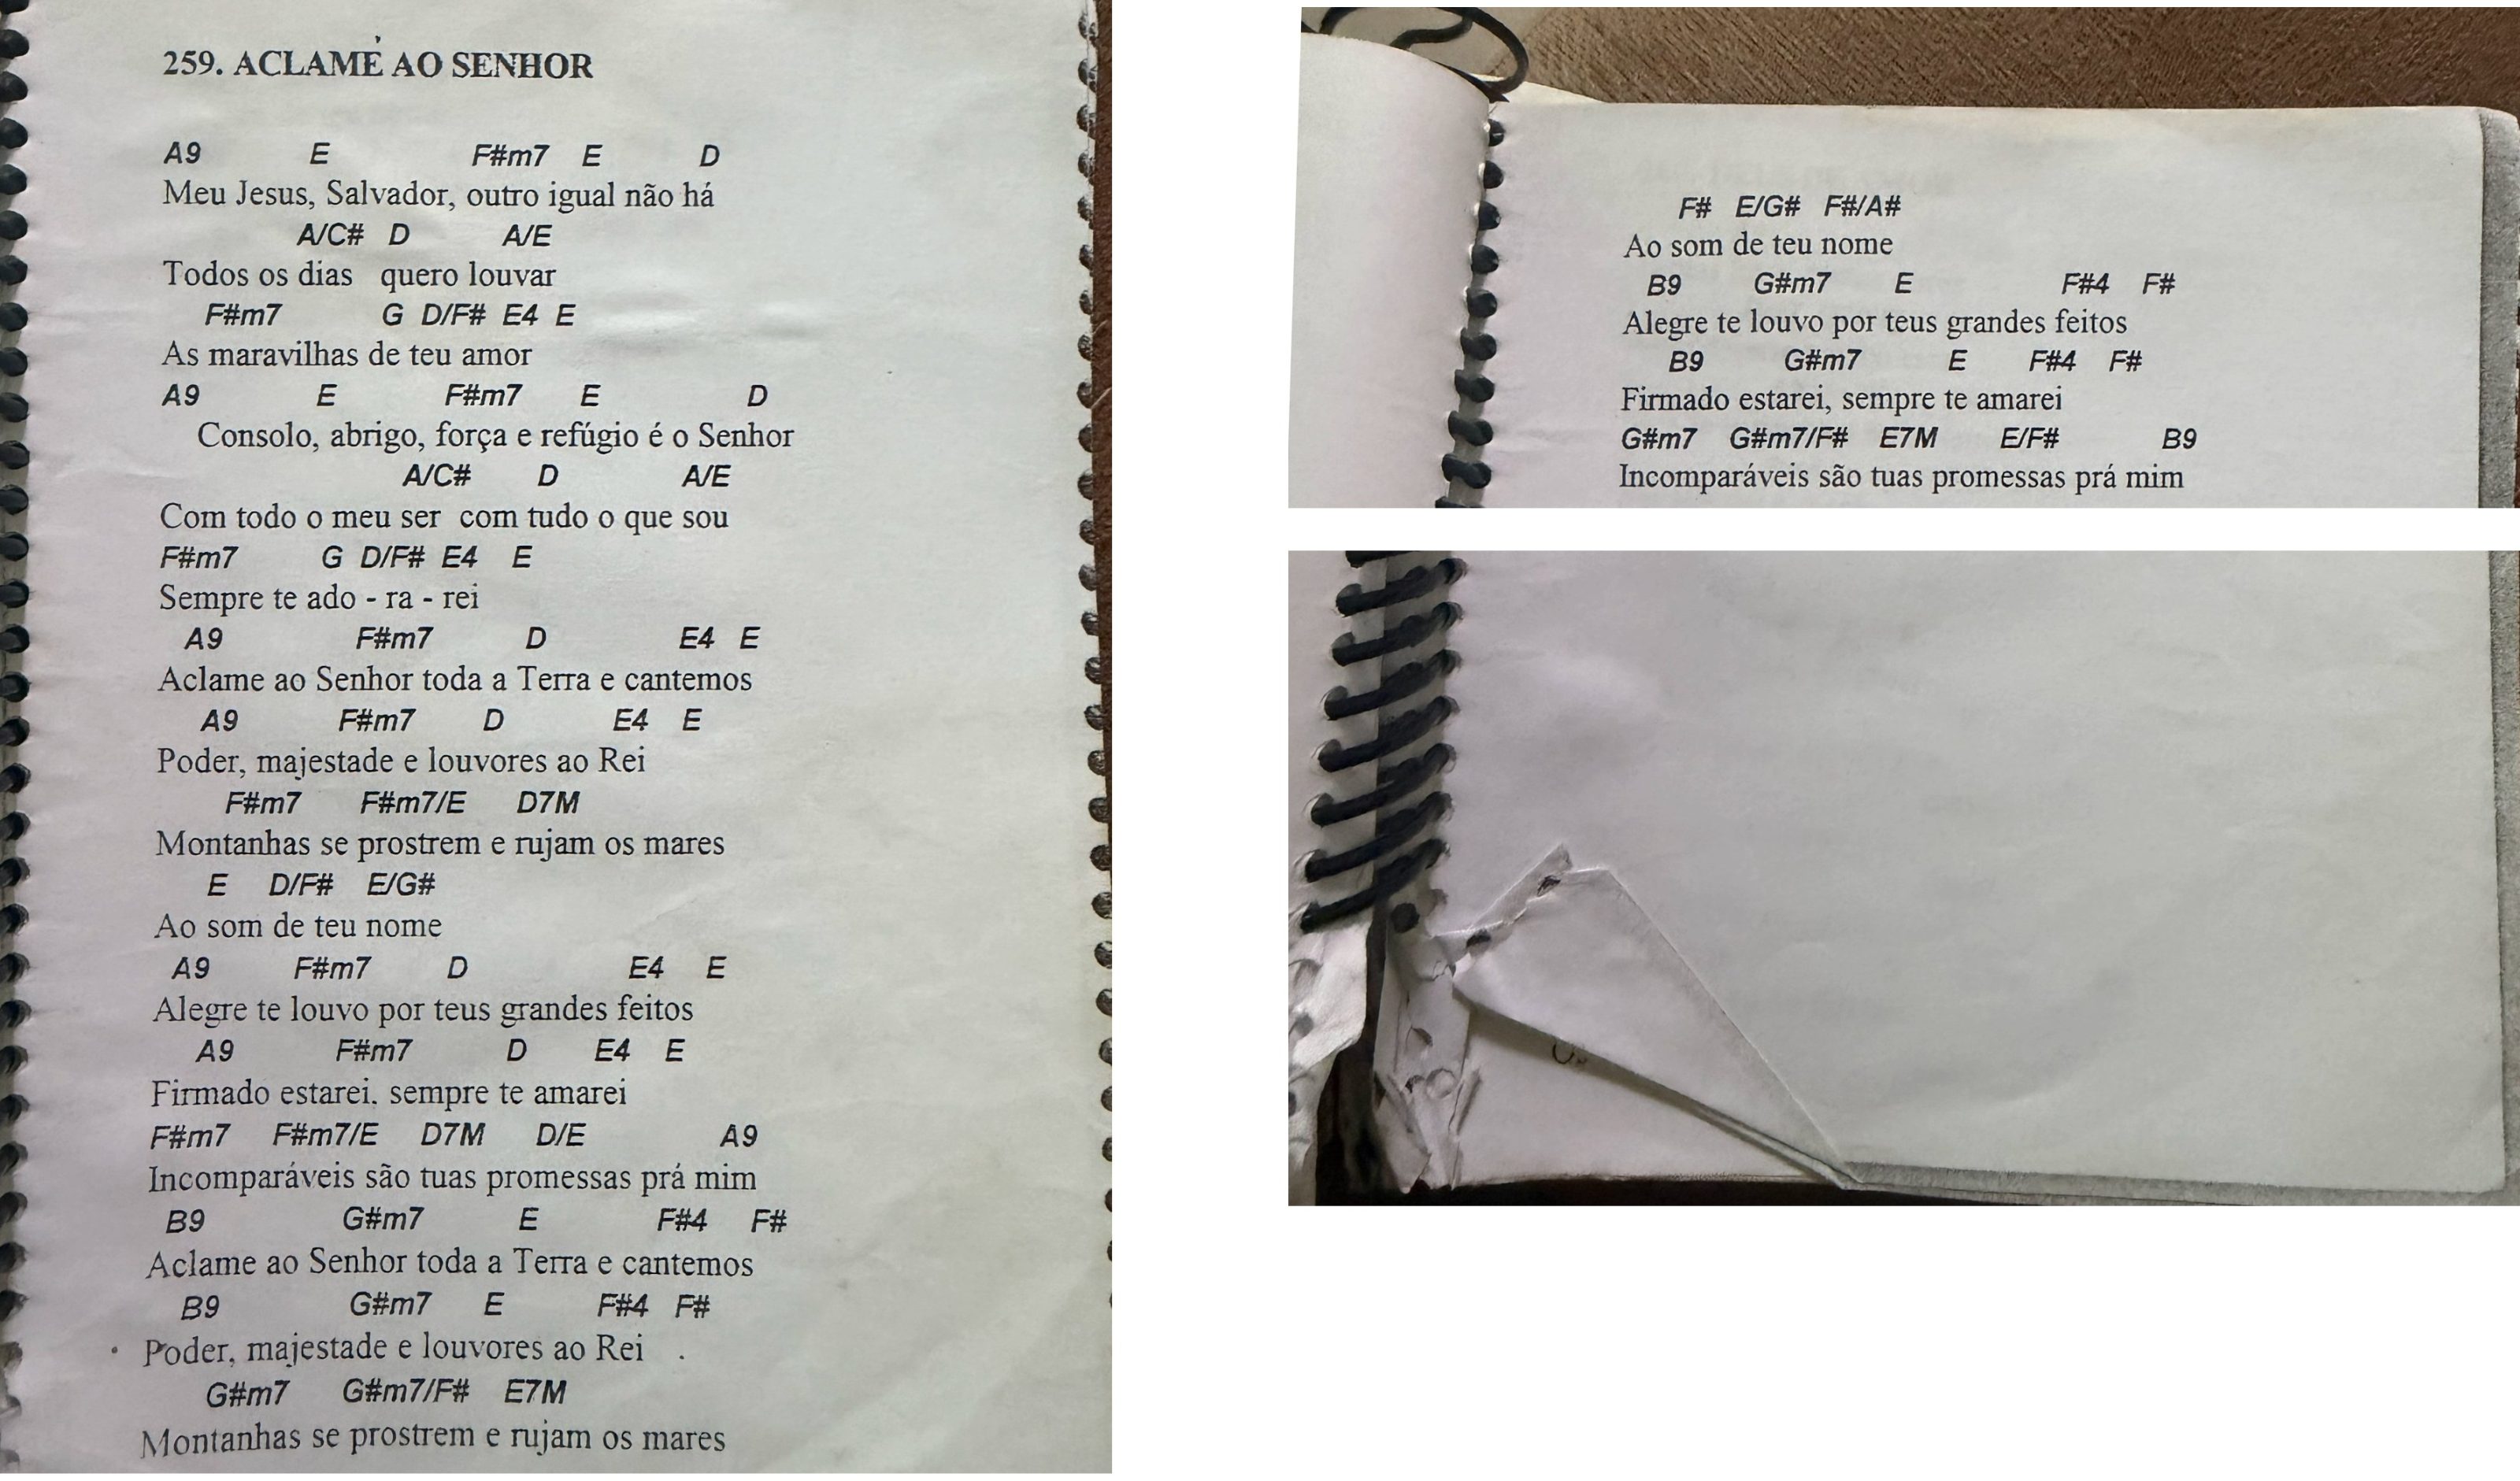 259. ACLAME AO SENHOR
A9 E F#m7 E D
Meu Jesus, Salvador, outro igual não há
A/C# D A/E
Todos os dias quero louvar
F#m7 G D/F# E4 E
As maravilhas de teu amor
A9 E F#m7 E D
Consolo, abrigo, força e refúgio é o Senhor
A/C# D A/E
Com todo o meu ser com tudo o que sou
F#m7 G D/F# E4 E
Sempre te ado - ra - rei
A9 F#m7 D E4 E
Aclame ao Senhor toda a Terra e cantemos
A9 F#m7 D E4 E
Poder, majestade e louvores ao Rei
F#m7 F#m7/E D7M
Montanhas se prostrem e rujam os mares
E D/F# E/G#
Ao som de teu nome
A9 F#m7 D E4 E
Alegre te louvo por teus grandes feitos
A9 F#m7 D E4 E
Firmado estarei, sempre te amarei
F#m7 F#m7/E D7M D/E A9
Incomparáveis são tuas promessas prá mim
B9 G#m7 E F#4 F#
Aclame ao Senhor toda a Terra e cantemos
B9 G#m7 E F#4 F#
Poder, majestade e louvores ao Rei
G#m7 G#m7/F# E7M
Montanhas se prostrem e rujam os mares
F# E/G# F#/A#
Ao som de teu nome
B9 G#m7 E F#4 F#
Alegre te louvo por teus grandes feitos
B9 G#m7 E F#4 F#
Firmado estarei, sempre te amarei
G#m7 G#m7/F# E7M E/F# B9
Incomparáveis são tuas promessas prá mim